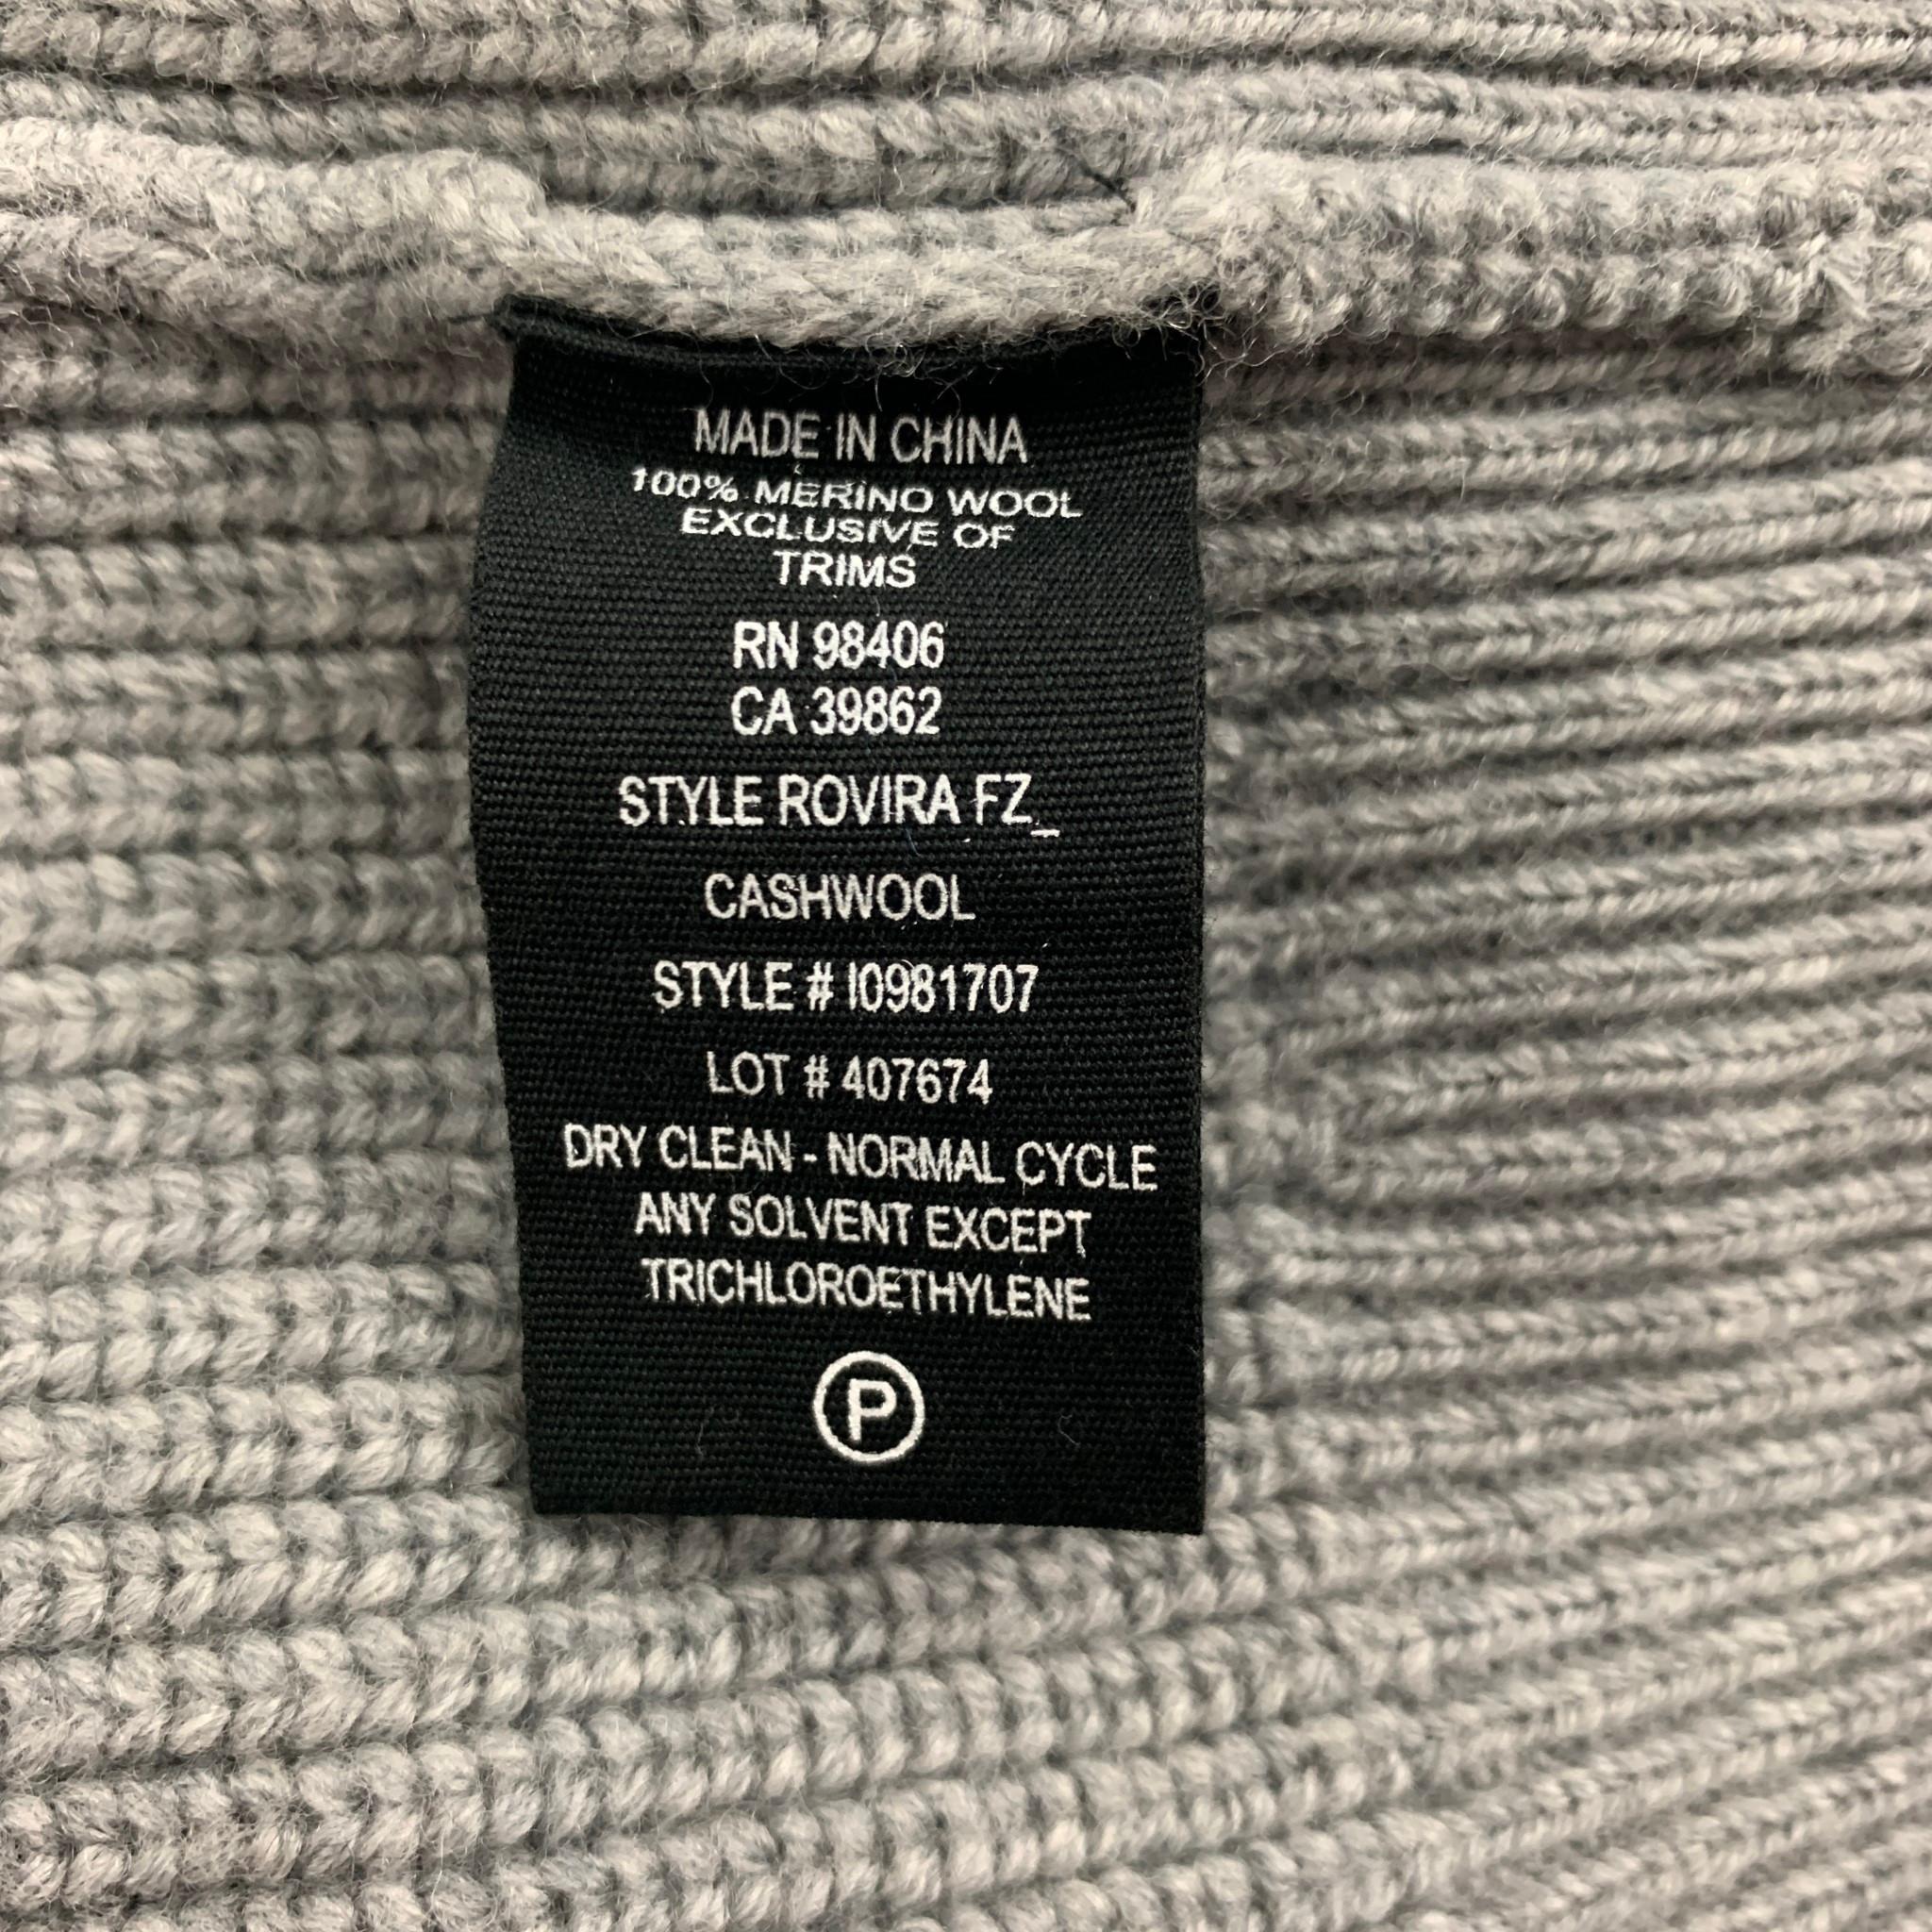 MADE IN CHINA
100% MERINO WOOL
EXCLUSIVE OF
TRIMS
RN 98406
CA 39862
STYLE ROVIRA FZ_
CASHWOOL
STYLE # I0981707
LOT # 407674
DRY CLEAN - NORMAL CYCLE
ANY SOLVENT EXCEPT
TRICHLOROETHYLENE
P